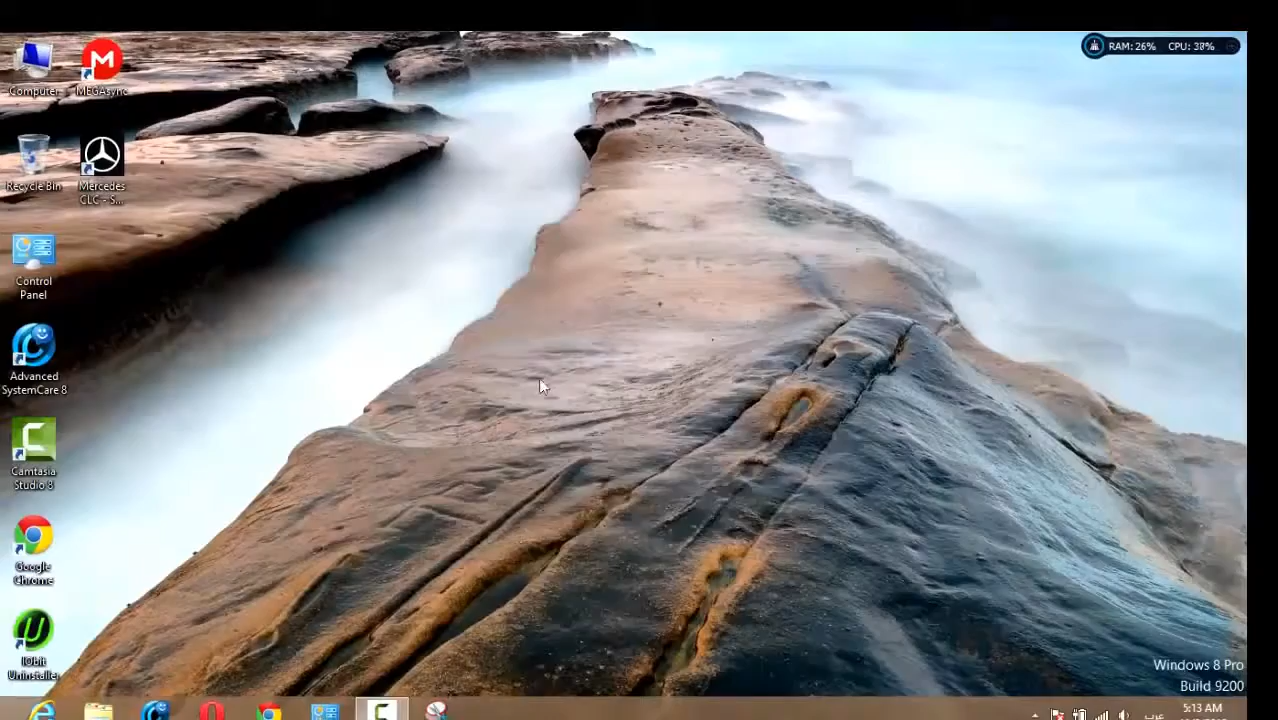 RAM: 26% CPU: 38%
Computer
MEGAsync
Recycle Bin
Mercedes
CLC - S...
Control
Panel
Advanced
SystemCare 8
Camtasia
Studio 8
Google
Chrome
IObit
Uninstaller
Windows 8 Pro
Build 9200
5:13 AM